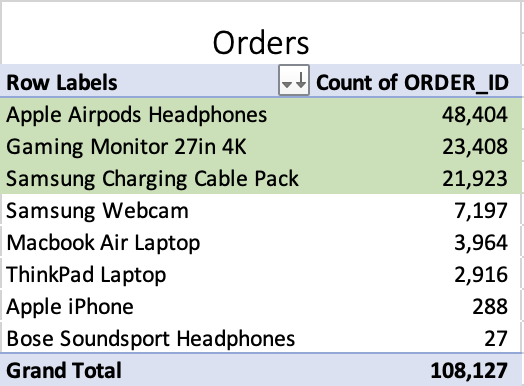 Orders
Row Labels Count of ORDER_ID
Apple Airpods Headphones 48,404
Gaming Monitor 27in 4K 23,408
Samsung Charging Cable Pack 21,923
Samsung Webcam 7,197
Macbook Air Laptop 3,964
ThinkPad Laptop 2,916
Apple iPhone 288
Bose Soundsport Headphones 27
Grand Total 108,127